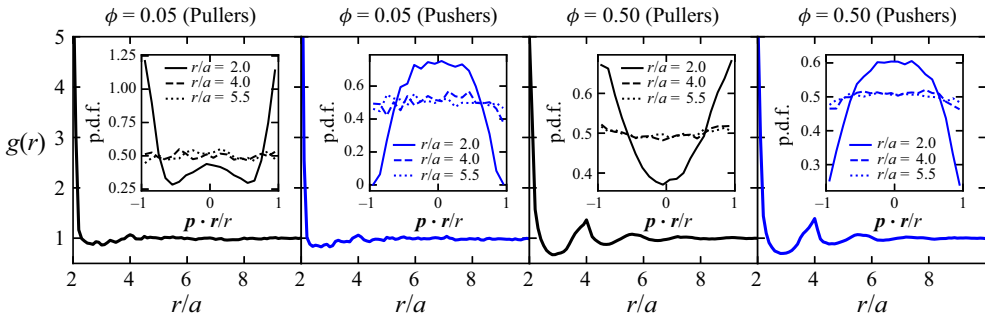 ϕ = 0.05 (Pullers) ϕ = 0.05 (Pushers) ϕ = 0.50 (Pullers) ϕ = 0.50 (Pushers)
5
4
3
2
1
g(r)
1.25
1.00
0.75
0.50
0.25
p.d.f.
r/a = 2.0
r/a = 4.0
r/a = 5.5
−1 0 1
p · r/r
0.6
0.4
0.2
0
p.d.f.
r/a = 2.0
r/a = 4.0
r/a = 5.5
−1 0 1
p · r/r
0.6
0.5
0.4
p.d.f.
r/a = 2.0
r/a = 4.0
r/a = 5.5
−1 0 1
p · r/r
0.6
0.5
0.4
0.3
p.d.f.
r/a = 2.0
r/a = 4.0
r/a = 5.5
−1 0 1
p · r/r
2 4 6 8 2 4 6 8 2 4 6 8 2 4 6 8 10
r/a r/a r/a r/a